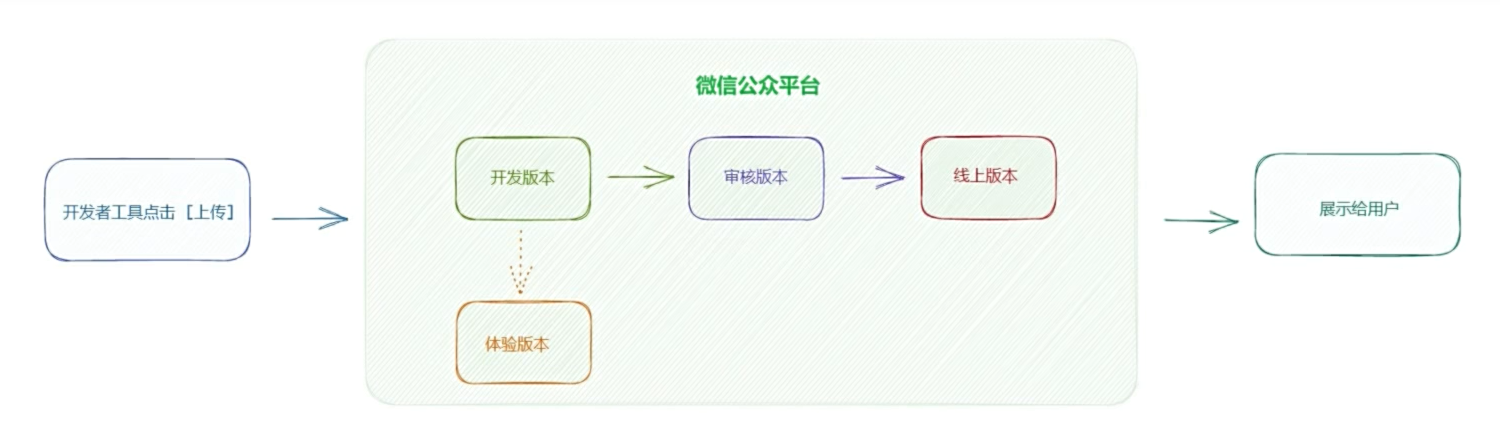 微信公众平台
开发者工具点击［上传］
开发版本
审核版本
线上版本
展示给用户
体验版本